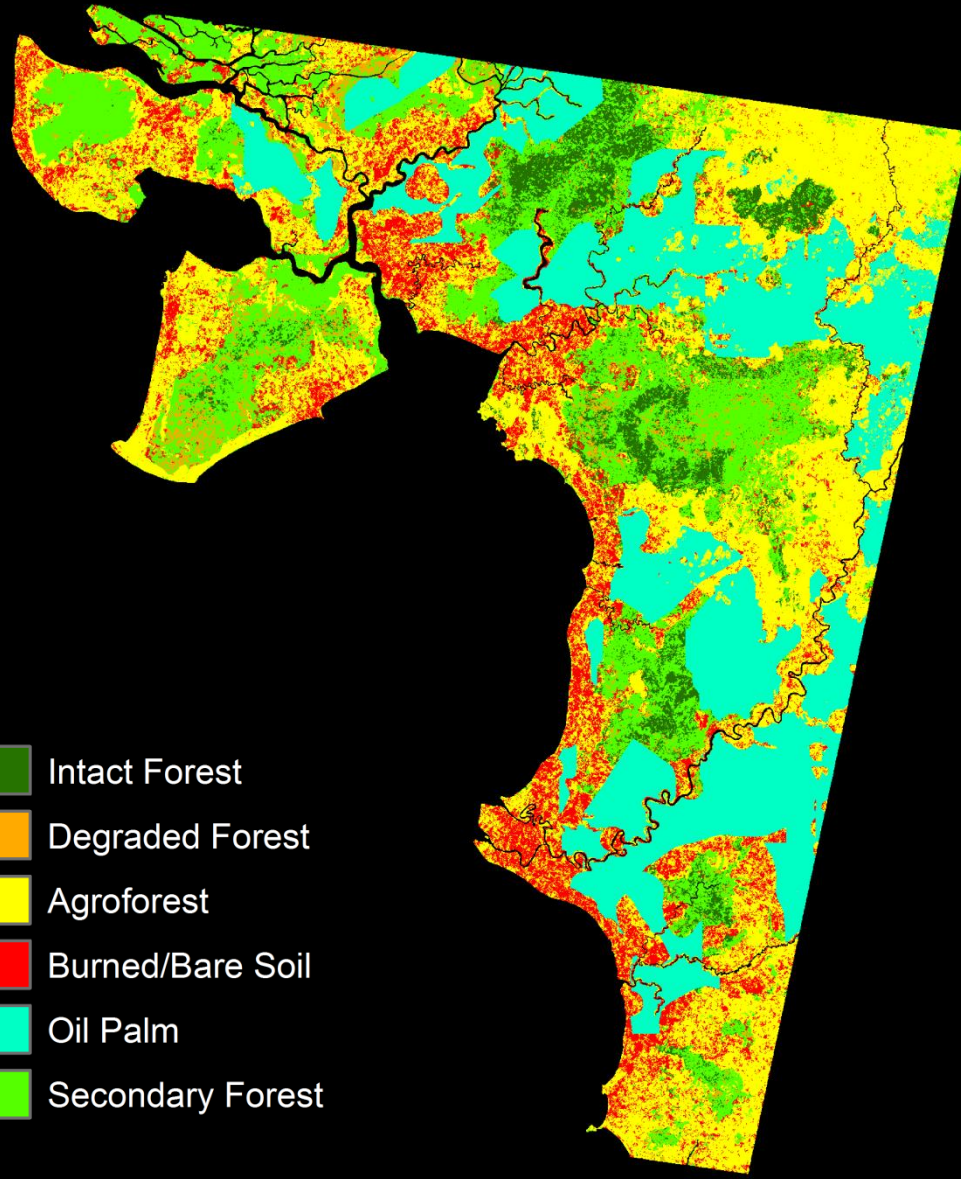 Intact Forest
Degraded Forest
Agroforest
Burned/Bare Soil
Oil Palm
Secondary Forest